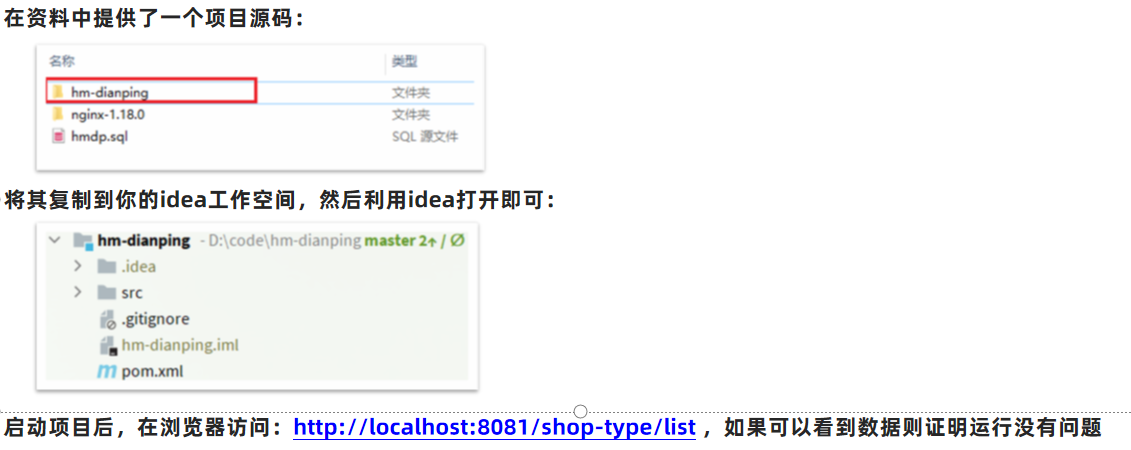 在资料中提供了一个项目源码：
名称 类型
hm-dianping 文件夹
nginx-1.18.0 文件夹
hmdp.sql SQL 源文件
将其复制到你的idea工作空间，然后利用idea打开即可：
hm-dianping - D:\code\hm-dianping master 2↑ / ∅
.idea
src
.gitignore
hm-dianping.iml
m pom.xml
启动项目后，在浏览器访问：http://localhost:8081/shop-type/list ，如果可以看到数据则证明运行没有问题